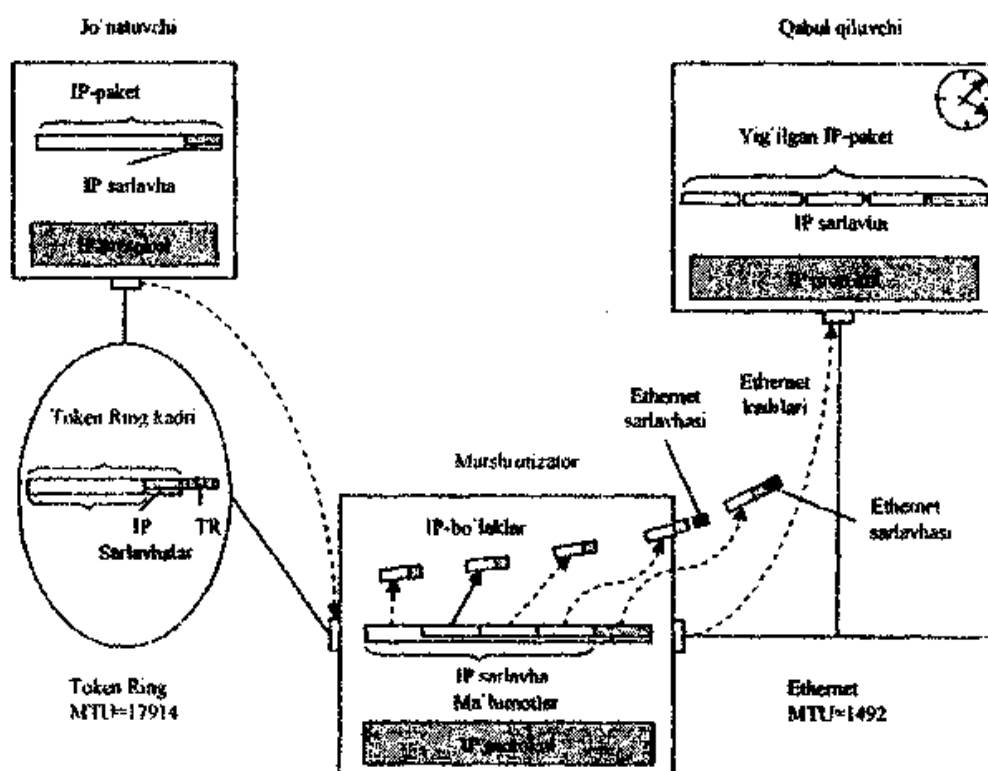 Jo`natuvchi
Qabul qiluvchi
IP-paket
IP sarlavha
Yig`ilgan IP-paket
IP sarlavha
Token Ring kadri
IP
TR
Sarlavhalar
Ethernet
sarlavhasi
Ethernet
kadrlari
Marshrutizator
IP-bo`laklar
Ethernet
sarlavhasi
IP sarlavha
Ma`lumotlar
Token Ring
MTU=17914
Ethernet
MTU=1492